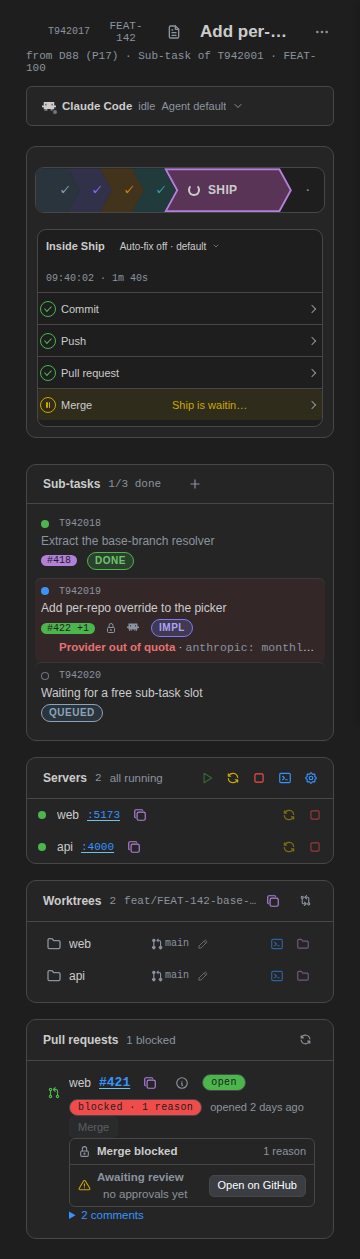 T942017 FEAT-142 Add per-…
from D88 (P17) · Sub-task of T942001 · FEAT-
100
Claude Code idle Agent default
SHIP
Inside Ship Auto-fix off · default
09:40:02 · 1m 40s
Commit
Push
Pull request
Merge Ship is waitin…
Sub-tasks 1/3 done
T942018
Extract the base-branch resolver
#418 DONE
T942019
Add per-repo override to the picker
#422 +1 IMPL
Provider out of quota · anthropic: monthl…
T942020
Waiting for a free sub-task slot
QUEUED
Servers 2 all running
web :5173
api :4000
Worktrees 2 feat/FEAT-142-base-…
web main
api main
Pull requests 1 blocked
web #421 open
blocked · 1 reason opened 2 days ago
Merge
Merge blocked 1 reason
Awaiting review
no approvals yet
Open on GitHub
2 comments